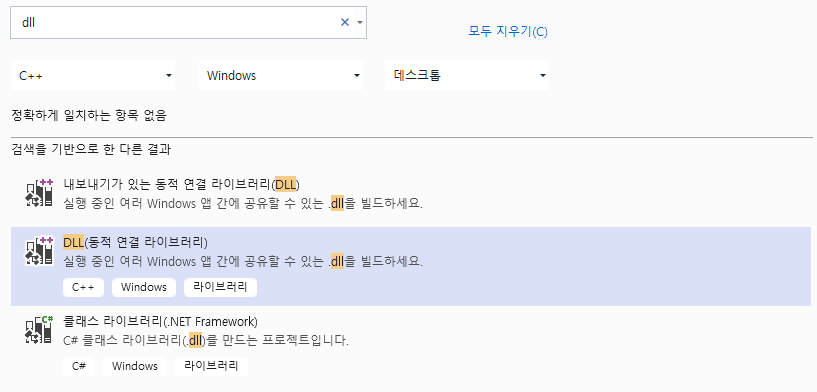 dll
모두 지우기(C)
C++ Windows 데스크톱
정확하게 일치하는 항목 없음
검색을 기반으로 한 다른 결과
내보내기가 있는 동적 연결 라이브러리(DLL)
실행 중인 여러 Windows 앱 간에 공유할 수 있는 .dll을 빌드하세요.
DLL(동적 연결 라이브러리)
실행 중인 여러 Windows 앱 간에 공유할 수 있는 .dll을 빌드하세요.
C++ Windows 라이브러리
클래스 라이브러리(.NET Framework)
C# 클래스 라이브러리(.dll)를 만드는 프로젝트입니다.
C# Windows 라이브러리